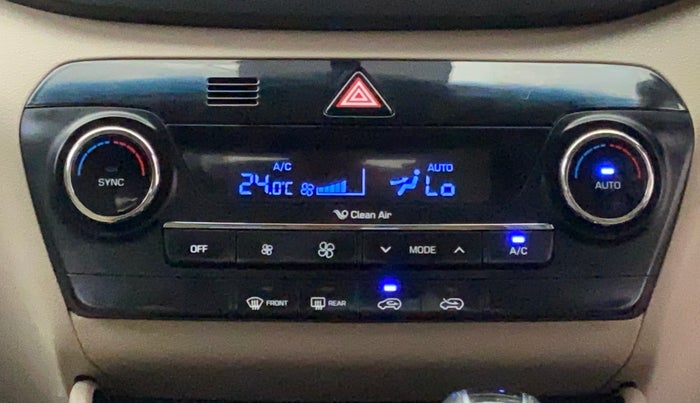 A/C AUTO
24.0°C Lo
SYNC
AUTO
Clean Air
OFF MODE A/C
FRONT REAR